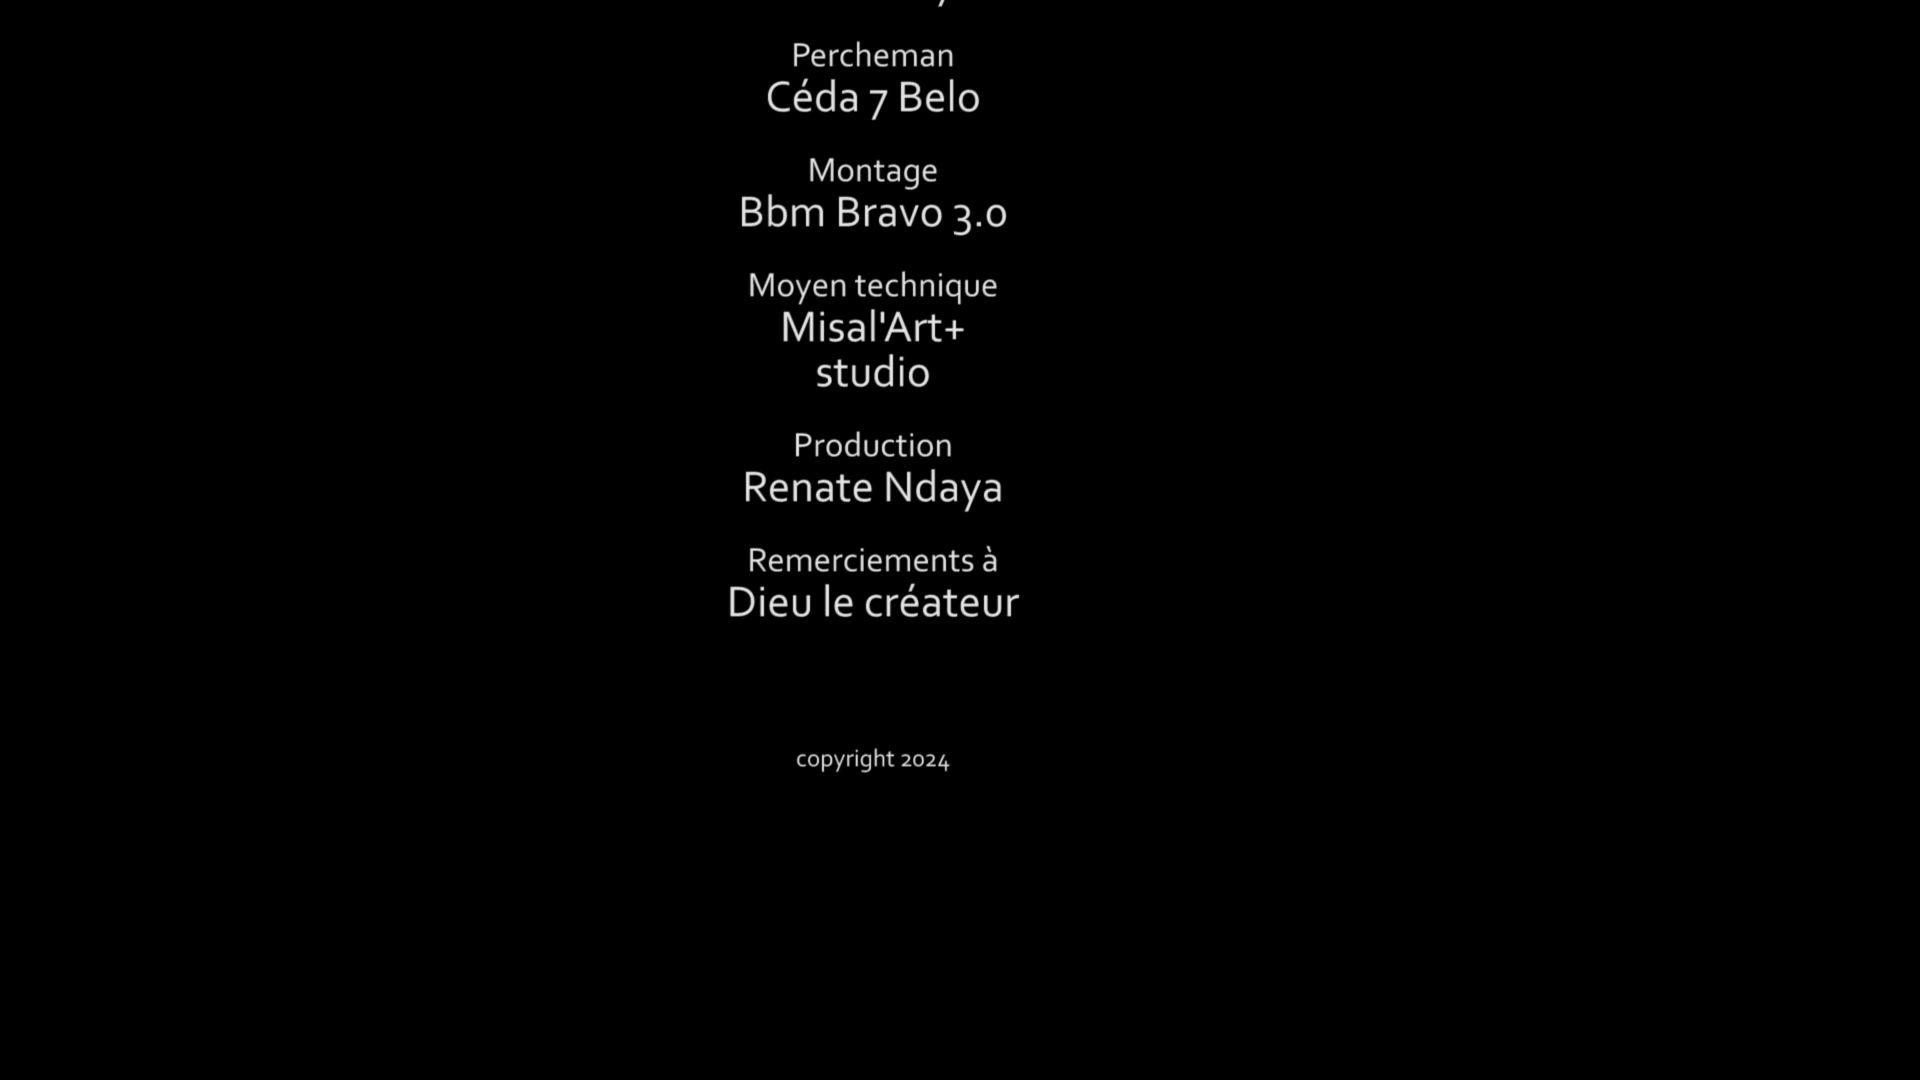 Percheman
Céda 7 Belo
Montage
Bbm Bravo 3.0
Moyen technique
Misal'Art+
studio
Production
Renate Ndaya
Remerciements à
Dieu le créateur
copyright 2024